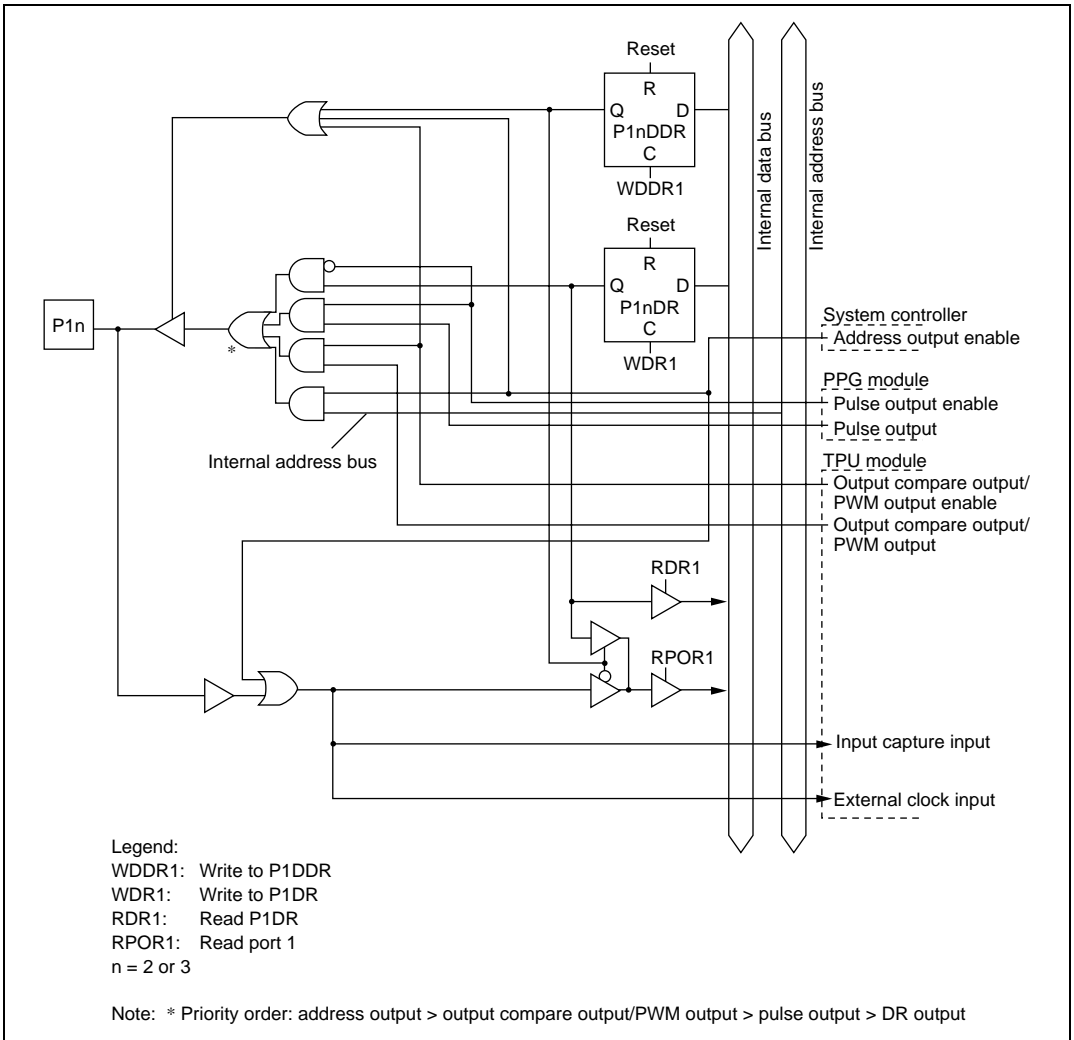 Reset
R
Q D
P1nDDR
C
WDDR1
Internal data bus
Internal address bus
Reset
R
Q D
P1nDR
C
WDR1
P1n
*
System controller
Address output enable
PPG module
Pulse output enable
Pulse output
Internal address bus
TPU module
Output compare output/
PWM output enable
Output compare output/
PWM output
RDR1
RPOR1
Input capture input
External clock input
Legend:
WDDR1: Write to P1DDR
WDR1: Write to P1DR
RDR1: Read P1DR
RPOR1: Read port 1
n = 2 or 3
Note: * Priority order: address output > output compare output/PWM output > pulse output > DR output